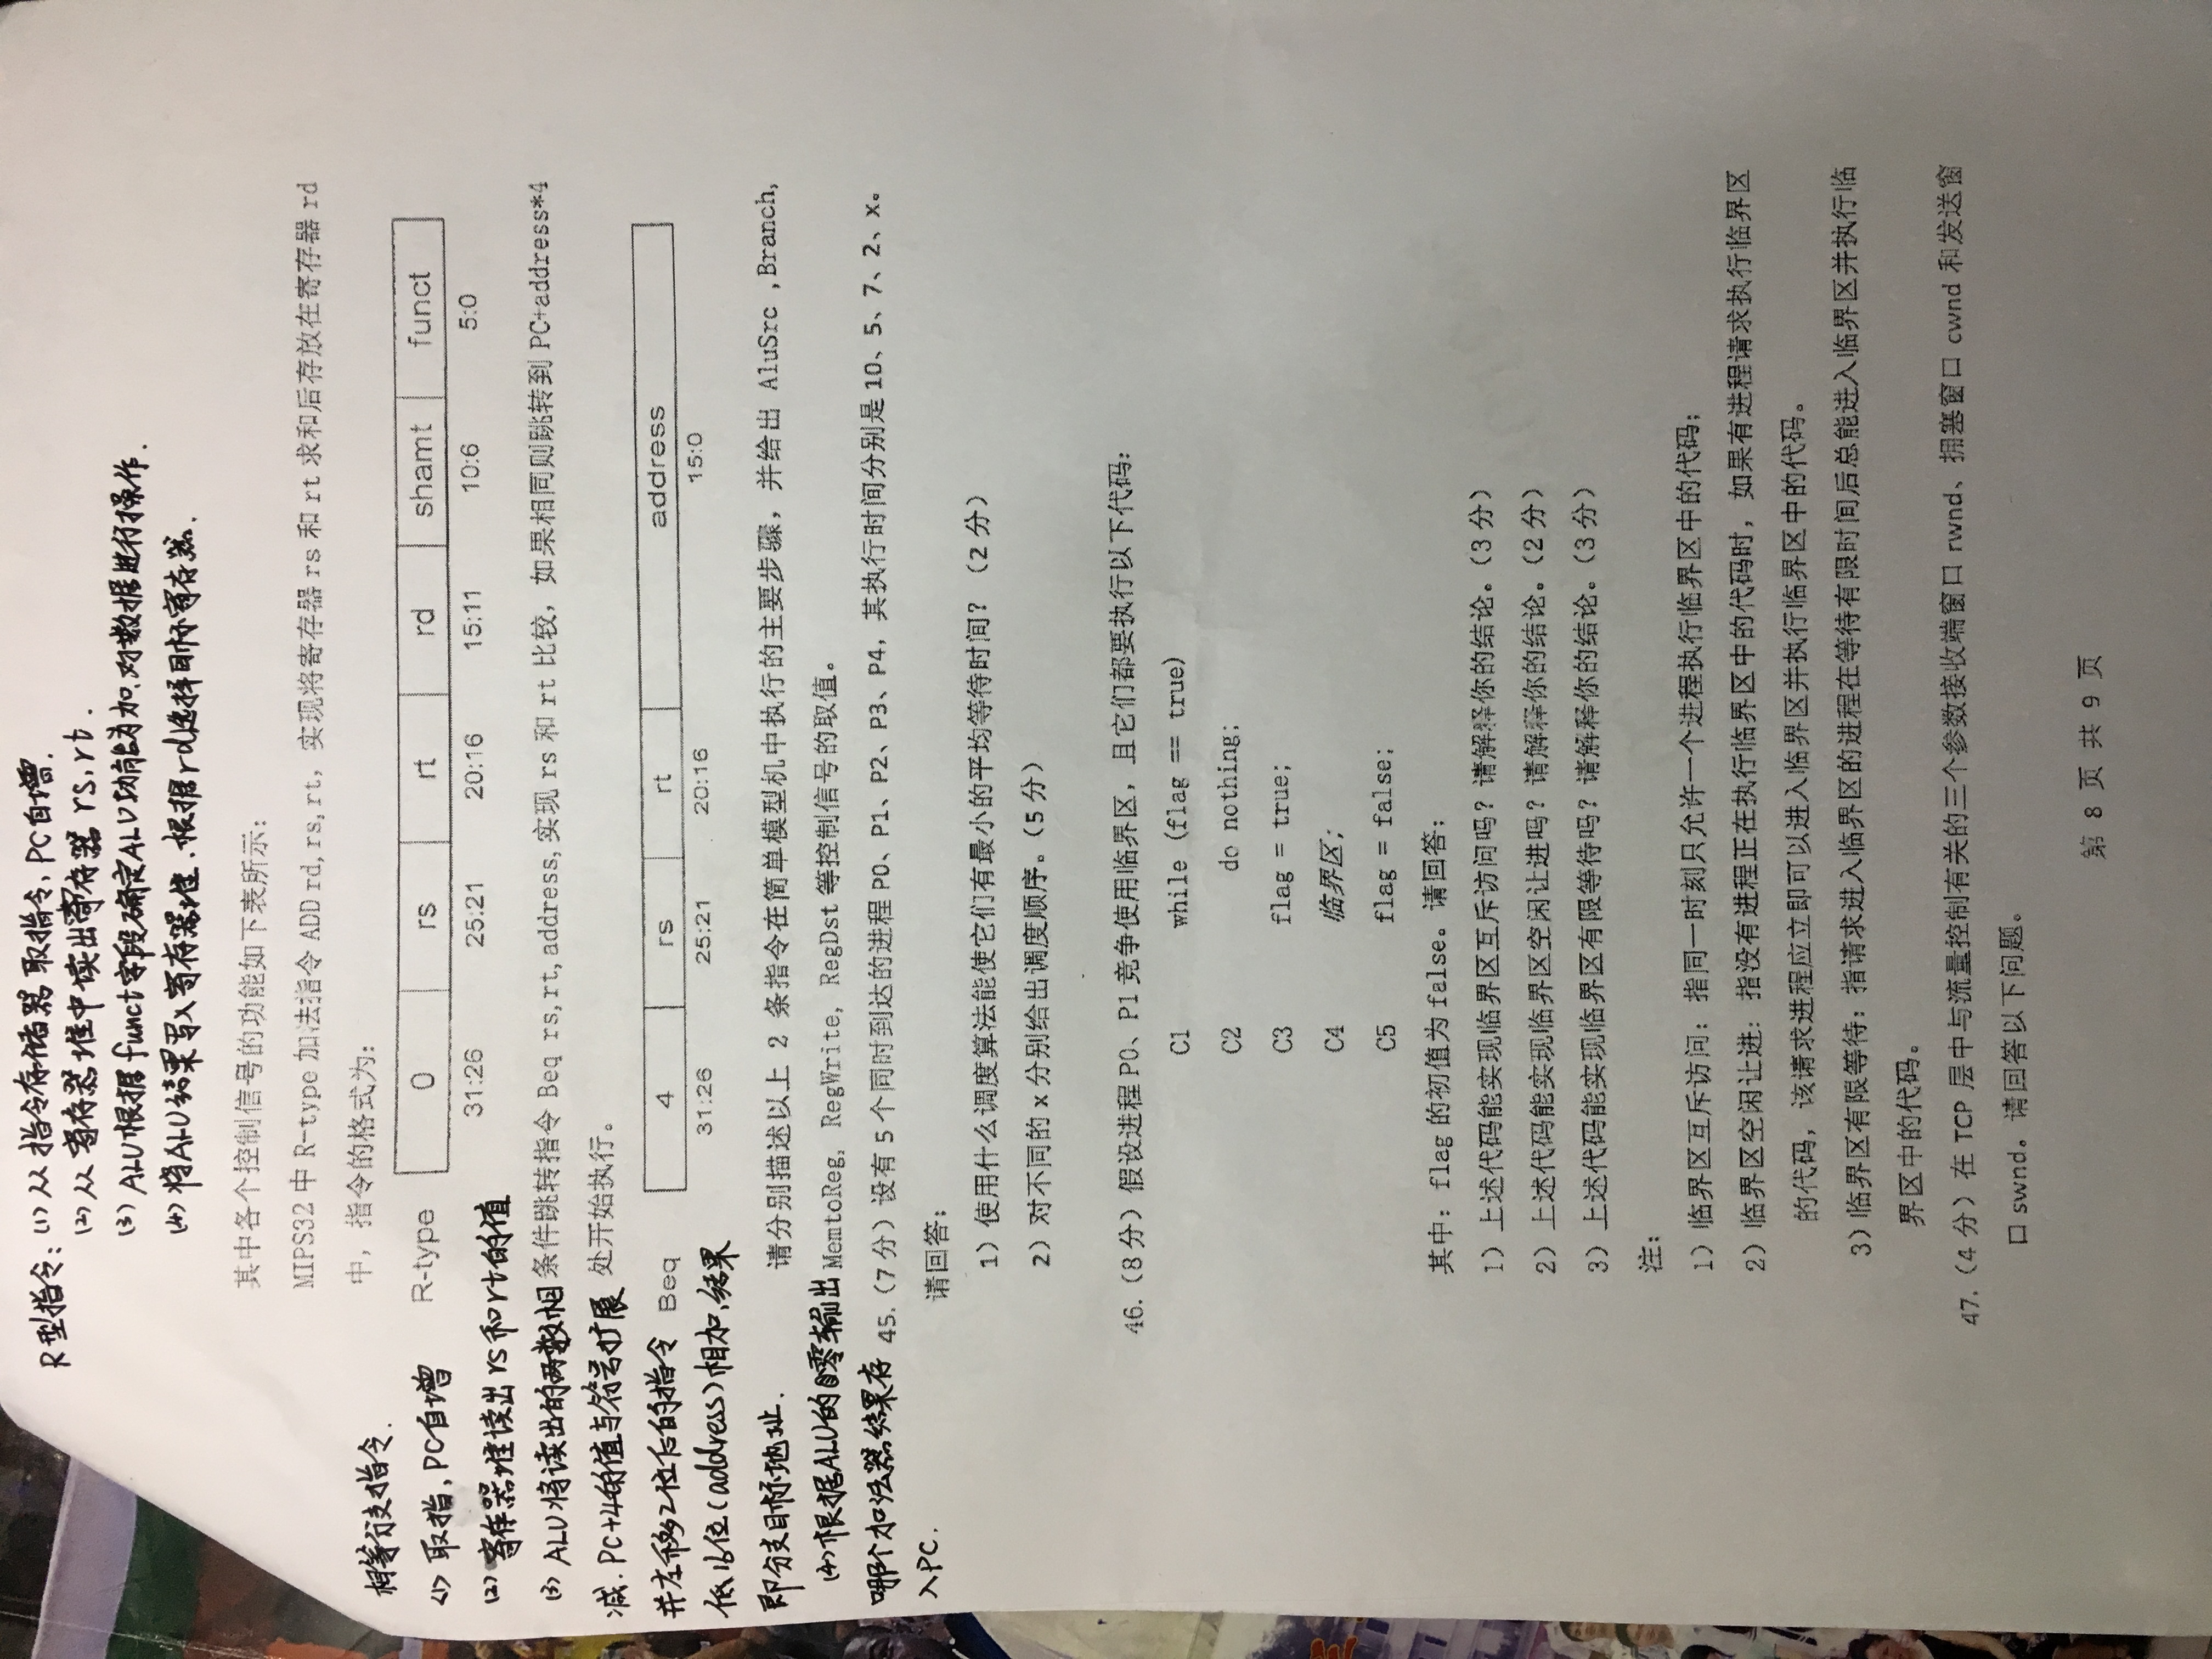 R型指令：(1) 从指令存储器取指令，PC自增．
(2) 从寄存器堆中读出寄存器 rs，rt．
(3) ALU根据funct字段确定ALU功能为加，对数据进行操作．
(4) 将ALU结果写入寄存器堆．根据rd选择目标寄存器．
其中各个控制信号的功能如下表所示：
MIPS32 中 R-type 加法指令 ADD rd,rs,rt，实现将寄存器 rs 和 rt 求和后存放在寄存器 rd
中，指令的格式为：
R-type 0 rs rt rd shamt funct
31:26 25:21 20:16 15:11 10:6 5:0
相等分支指令．
<1> 取指，PC自增
(2) 寄存器堆读出 rs 和 rt 的值
(3) ALU将读出的两数相
减．PC+4的值与符号扩展
并左移2位后的指令
低16位(address)相加，结果
即分支目标地址．
(4) 根据ALU的零输出
哪个加法器结果存
入PC．
条件跳转指令 Beq rs,rt,address,实现 rs 和 rt 比较，如果相同则跳转到 PC+address*4
处开始执行。
Beq 4 rs rt address
31:26 25:21 20:16 15:0
请分别描述以上 2 条指令在简单模型机中执行的主要步骤，并给出 AluSrc ,Branch,
MemtoReg, RegWrite, RegDst 等控制信号的取值。
45.（7 分）设有 5 个同时到达的进程 P0、P1、P2、P3、P4，其执行时间分别是 10、5、7、2、x。
请回答：
1）使用什么调度算法能使它们有最小的平均等待时间？（2 分）
2）对不同的 x 分别给出调度顺序。（5 分）
46.（8 分）假设进程 P0、P1 竞争使用临界区，且它们都要执行以下代码：
C1 while (flag == true)
C2 do nothing;
C3 flag = true;
C4 临界区;
C5 flag = false;
其中：flag 的初值为 false。请回答：
1）上述代码能实现临界区互斥访问吗？请解释你的结论。（3 分）
2）上述代码能实现临界区空闲让进吗？请解释你的结论。（2 分）
3）上述代码能实现临界区有限等待吗？请解释你的结论。（3 分）
注：
1）临界区互斥访问：指同一时刻只允许一个进程执行临界区中的代码；
2）临界区空闲让进：指没有进程正在执行临界区中的代码时，如果有进程请求执行临界区
的代码，该请求进程应立即可以进入临界区并执行临界区中的代码。
3）临界区有限等待：指请求进入临界区的进程在等待有限时间后总能进入临界区并执行临
界区中的代码。
47.（4 分）在 TCP 层中与流量控制有关的三个参数接收端窗口 rwnd、拥塞窗口 cwnd 和发送窗
口 swnd。请回答以下问题。
第 8 页 共 9 页